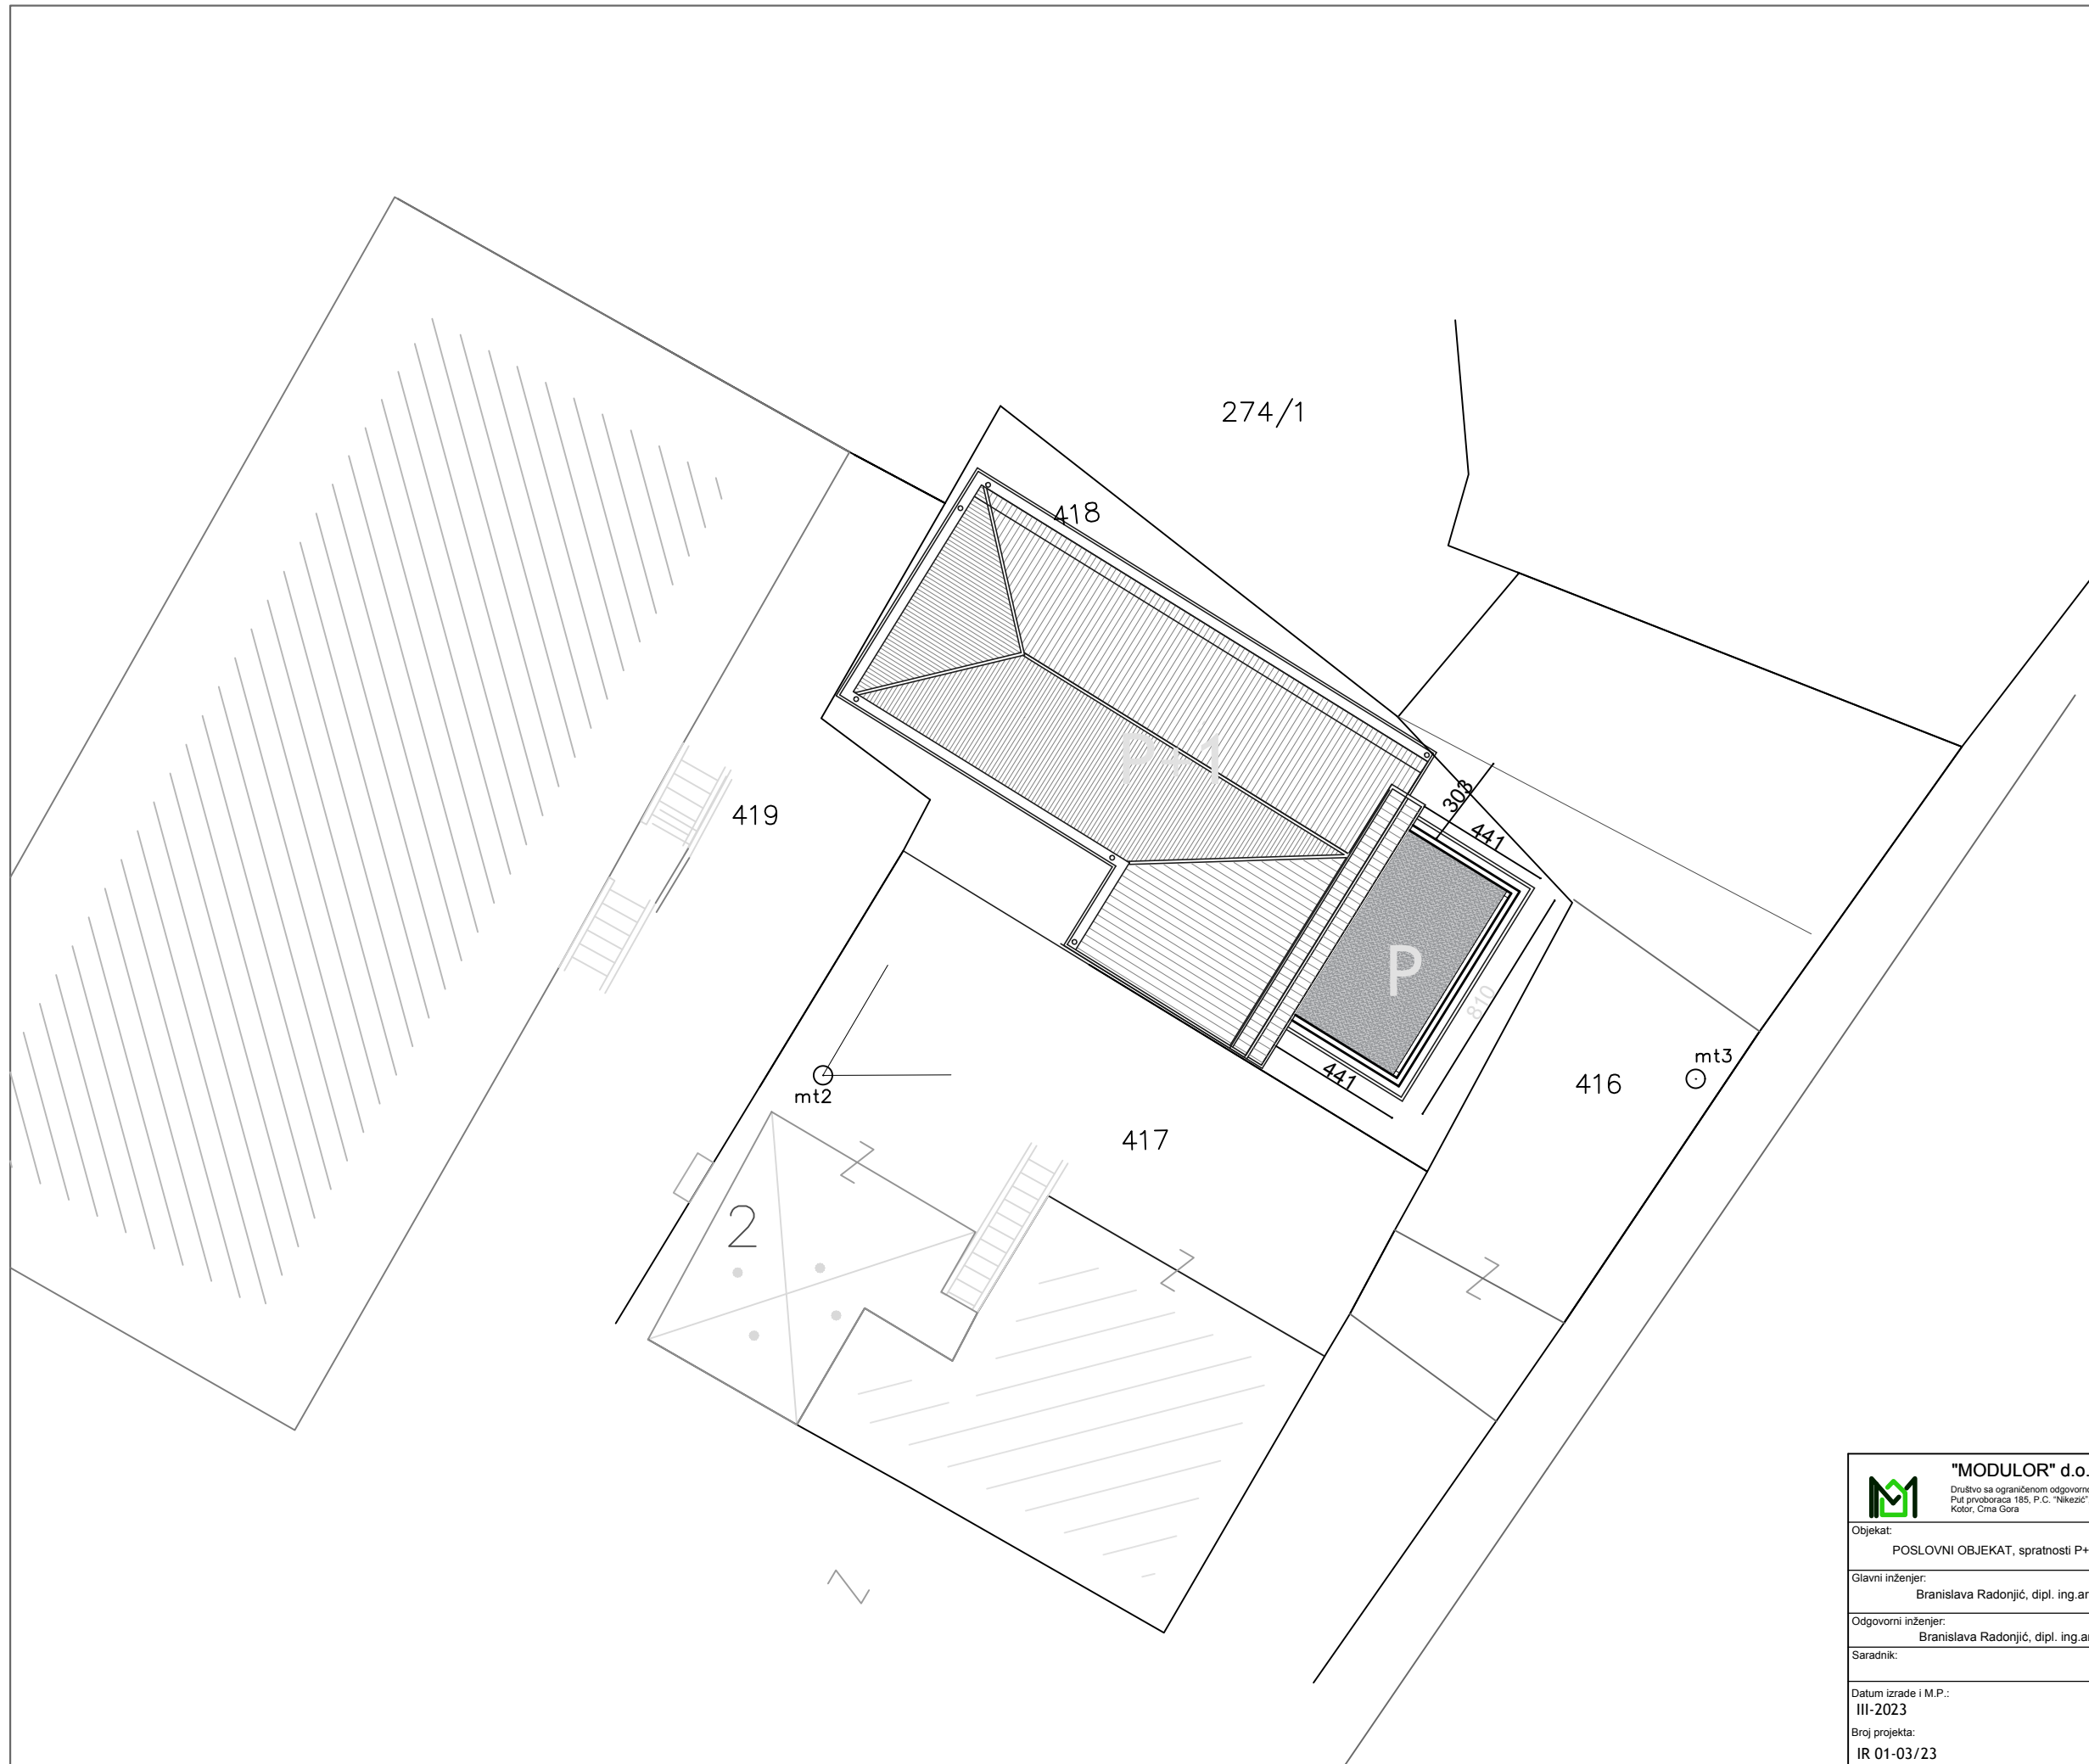 274/1
418
P+1
303
441
419
P
810
mt3
441
416
mt2
417
2
"MODULOR" d.o.
Društvo sa ograničenom odgovorno
Put prvoboraca 185, P.C. "Nikezić"
Kotor, Crna Gora
Objekat:
POSLOVNI OBJEKAT, spratnosti P+
Glavni inženjer:
Branislava Radonjić, dipl. ing.ar
Odgovorni inženjer:
Branislava Radonjić, dipl. ing.ar
Saradnik:
Datum izrade i M.P.:
III-2023
Broj projekta:
IR 01-03/23